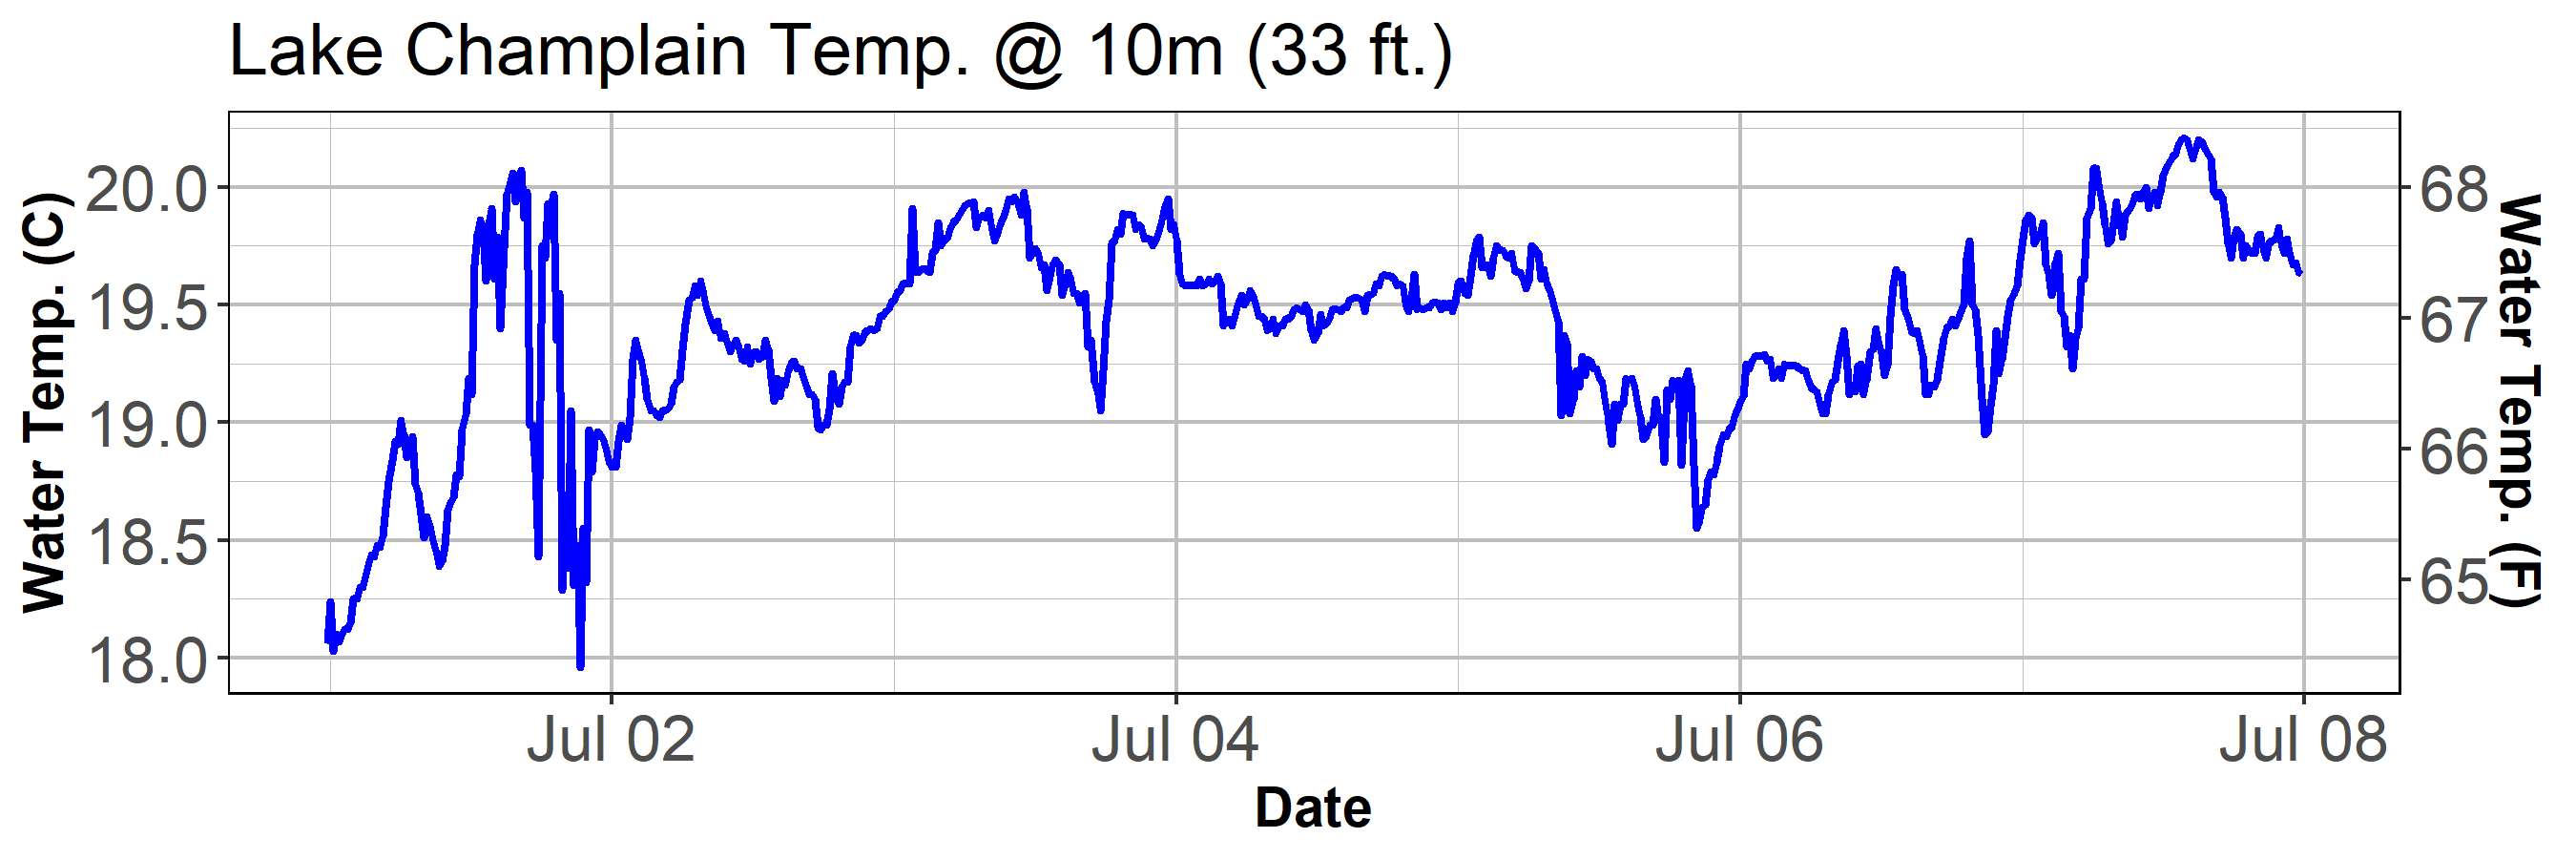 Lake Champlain Temp. @ 10m (33 ft.)
Water Temp. (C)
20.0
19.5
19.0
18.5
18.0
68
67
66
65
Water Temp. (F)
Jul 02 Jul 04 Jul 06 Jul 08
Date